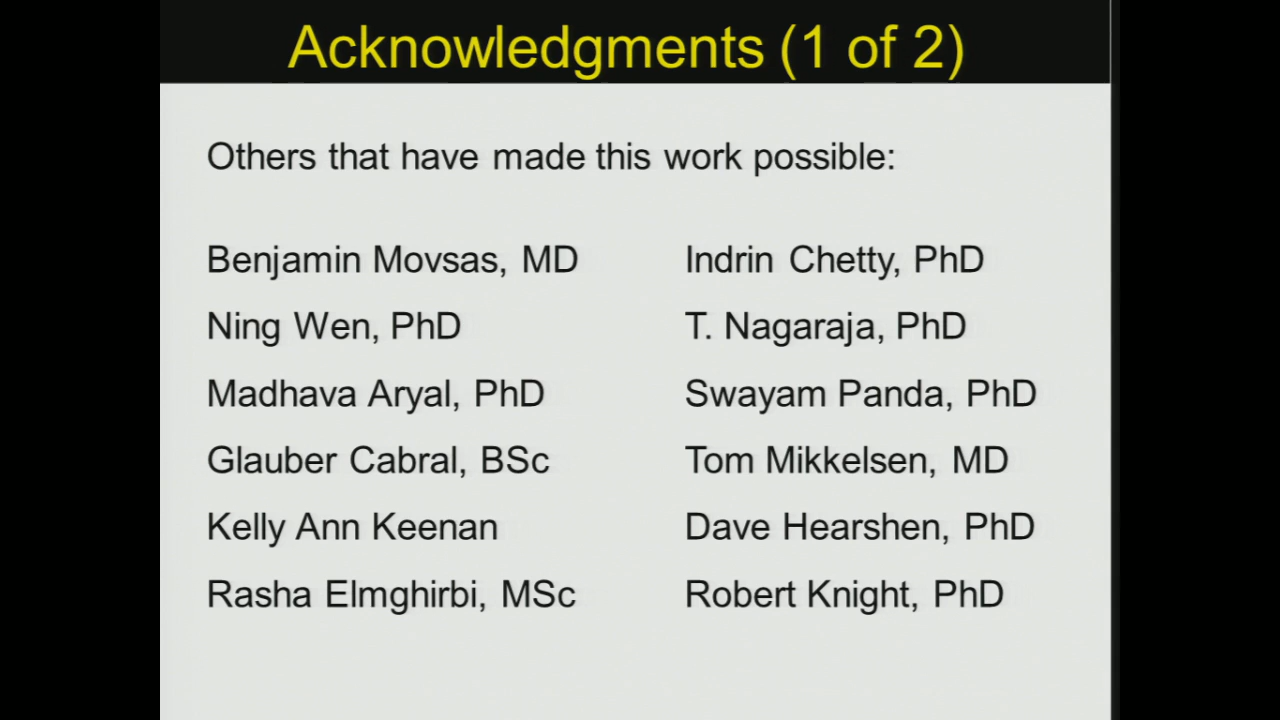 Acknowledgments (1 of 2)
Others that have made this work possible:
Benjamin Movsas, MD
Ning Wen, PhD
Madhava Aryal, PhD
Glauber Cabral, BSc
Kelly Ann Keenan
Rasha Elmghirbi, MSc
Indrin Chetty, PhD
T. Nagaraja, PhD
Swayam Panda, PhD
Tom Mikkelsen, MD
Dave Hearshen, PhD
Robert Knight, PhD